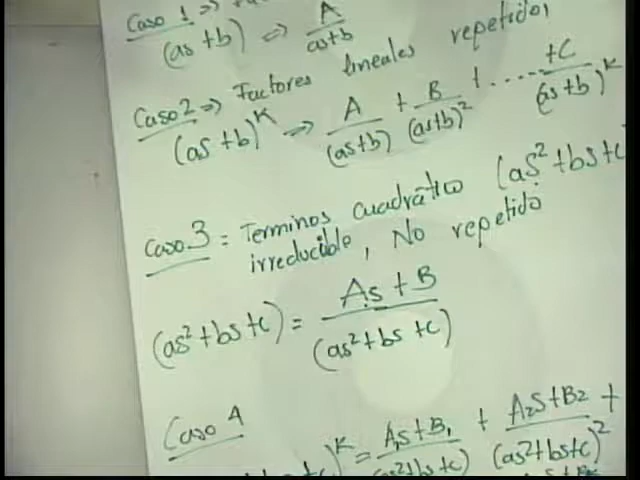 Caso 1 =>
(as+b) => A/(as+b)
Caso 2 => Factores lineales repetidos
(as+b)^K => A/(as+b) + B/(as+b)^2 + ..... +C/(as+b)^K
Caso 3 = Terminos cuadrático (as^2+bs+c
irreducible, No repetido
(as^2+bs+c) = As+B/(as^2+bs+c)
Caso 4
)^K = A1s+B1/(as^2+bs+c) + A2s+B2/(as^2+bs+c)^2 +